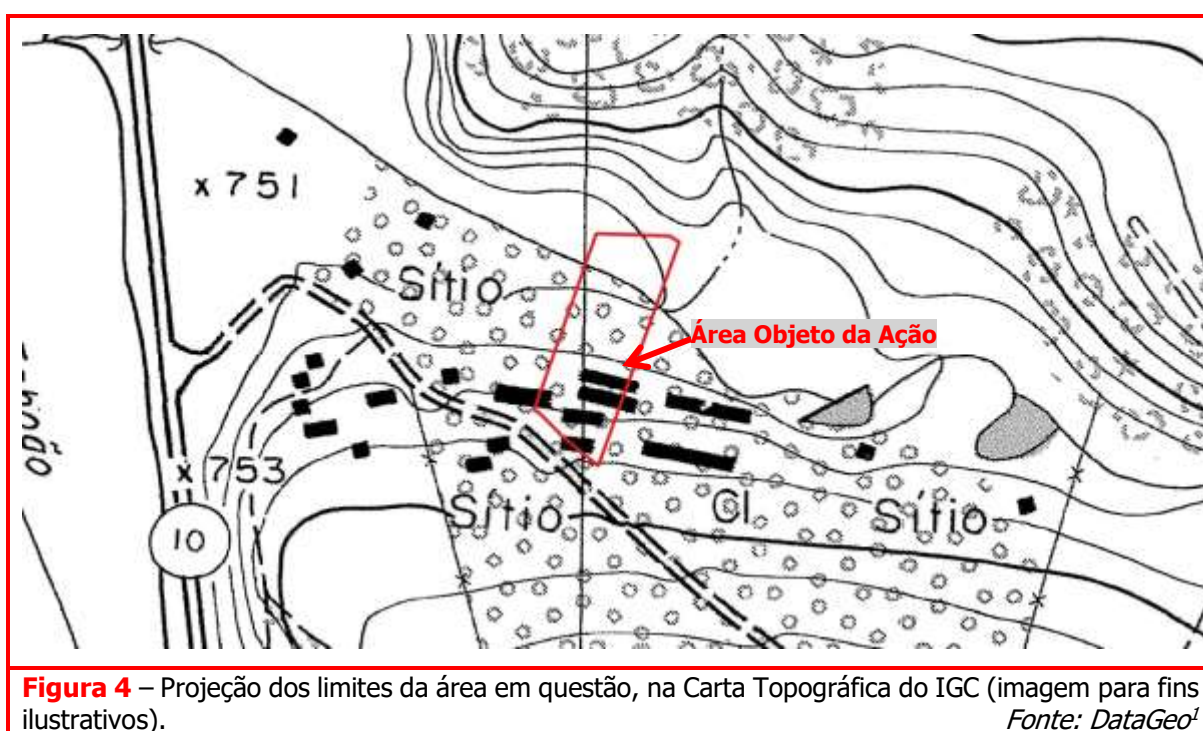 x 751
Sítio
Área Objeto da Ação
x 753
10
Sítio
Cl
Sítio
Figura 4 – Projeção dos limites da área em questão, na Carta Topográfica do IGC (imagem para fins
ilustrativos). Fonte: DataGeo¹